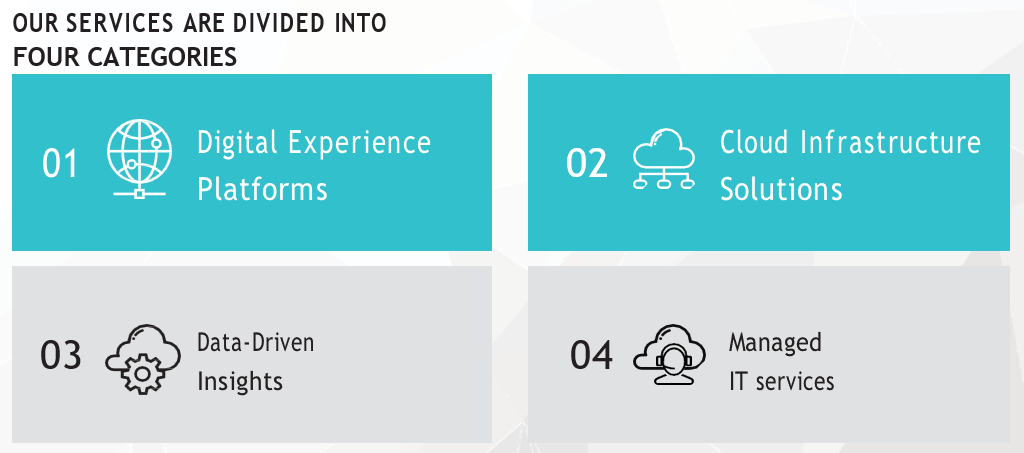 OUR SERVICES ARE DIVIDED INTO
FOUR CATEGORIES
01
Digital Experience
Platforms
02
Cloud Infrastructure
Solutions
03
Data-Driven
Insights
04
Managed
IT services